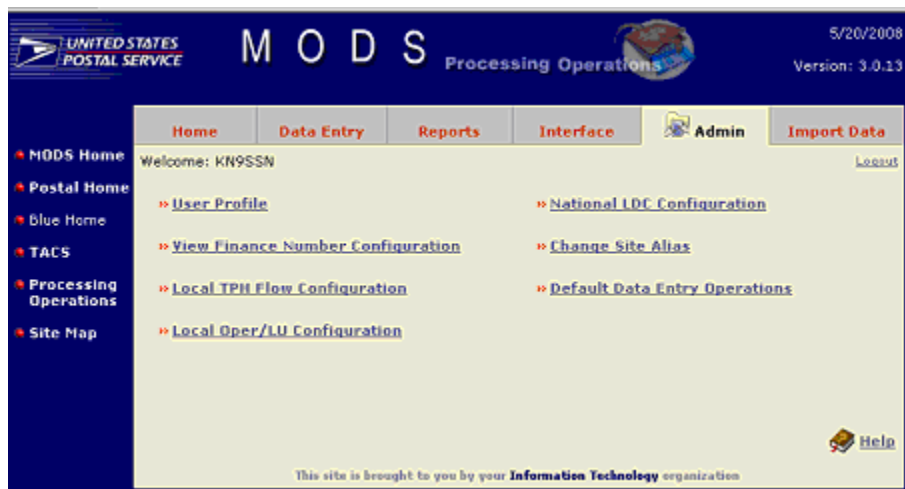 UNITED STATES
POSTAL SERVICE
M O D S
Processing Operations
5/20/2008
Version: 3.0.13
Home
Data Entry
Reports
Interface
Admin
Import Data
MODS Home
Postal Home
Blue Home
TACS
Processing
Operations
Site Map
Welcome: KN9SSN
Logout
» User Profile
» National LDC Configuration
» View Finance Number Configuration
» Change Site Alias
» Local TPH Flow Configuration
» Default Data Entry Operations
» Local Oper/LU Configuration
Help
This site is brought to you by your Information Technology organization